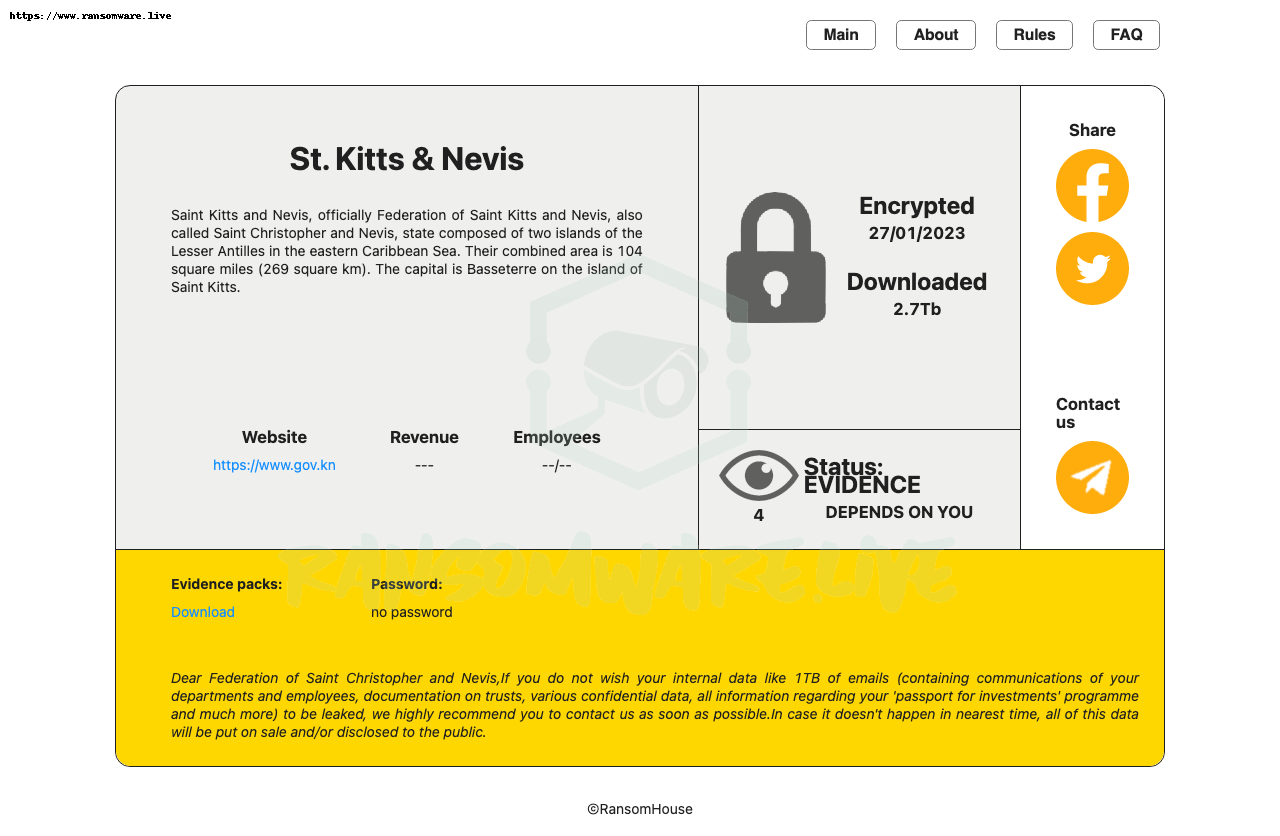 https://www.ransomware.live
Main About Rules FAQ
St. Kitts & Nevis
Saint Kitts and Nevis, officially Federation of Saint Kitts and Nevis, also
called Saint Christopher and Nevis, state composed of two islands of the
Lesser Antilles in the eastern Caribbean Sea. Their combined area is 104
square miles (269 square km). The capital is Basseterre on the island of
Saint Kitts.
Website Revenue Employees
https://www.gov.kn --- --/--
Encrypted
27/01/2023
Downloaded
2.7Tb
Status:
EVIDENCE
4 DEPENDS ON YOU
Share
Contact
us
RANSOMWARE.LIVE
Evidence packs: Password:
Download no password
Dear Federation of Saint Christopher and Nevis,If you do not wish your internal data like 1TB of emails (containing communications of your
departments and employees, documentation on trusts, various confidential data, all information regarding your 'passport for investments' programme
and much more) to be leaked, we highly recommend you to contact us as soon as possible.In case it doesn't happen in nearest time, all of this data
will be put on sale and/or disclosed to the public.
©RansomHouse